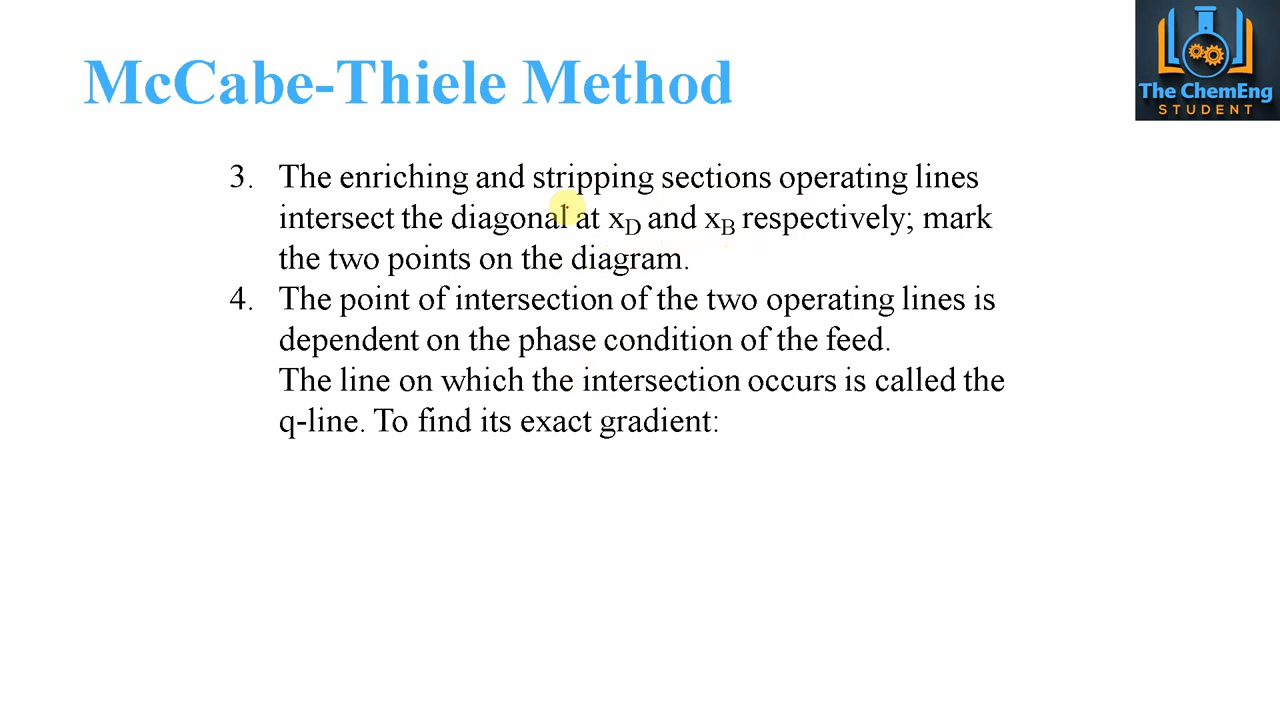 McCabe-Thiele Method
The ChemEng
STUDENT
3. The enriching and stripping sections operating lines
intersect the diagonal at xD and xB respectively; mark
the two points on the diagram.
4. The point of intersection of the two operating lines is
dependent on the phase condition of the feed.
The line on which the intersection occurs is called the
q-line. To find its exact gradient: